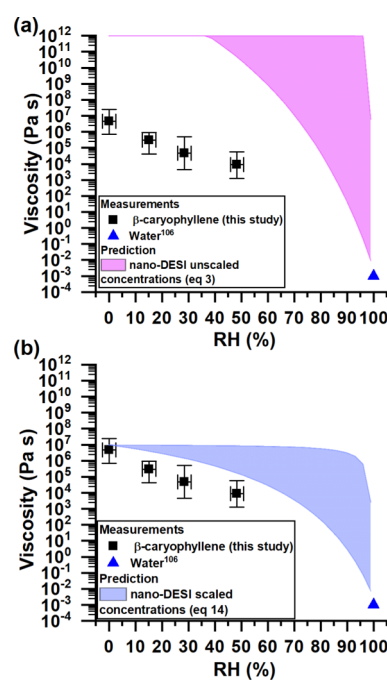 (a)
10¹²
10¹¹
10¹⁰
10⁹
10⁸
10⁷
10⁶
10⁵
10⁴
10³
10²
10¹
10⁰
10⁻¹
10⁻²
10⁻³
10⁻⁴
Viscosity (Pa s)
Measurements
β-caryophyllene (this study)
Water¹⁰⁶
Prediction
nano-DESI unscaled
concentrations (eq 3)
0 10 20 30 40 50 60 70 80 90 100
RH (%)
(b)
10¹²
10¹¹
10¹⁰
10⁹
10⁸
10⁷
10⁶
10⁵
10⁴
10³
10²
10¹
10⁰
10⁻¹
10⁻²
10⁻³
10⁻⁴
Viscosity (Pa s)
Measurements
β-caryophyllene (this study)
Water¹⁰⁶
Prediction
nano-DESI scaled
concentrations (eq 14)
0 10 20 30 40 50 60 70 80 90 100
RH (%)